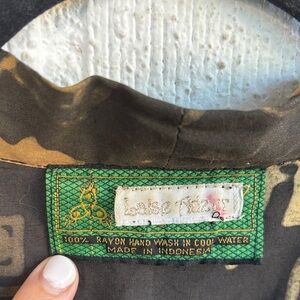 100% RAYON HAND WASH IN COOL WATER
MADE IN INDONESIA